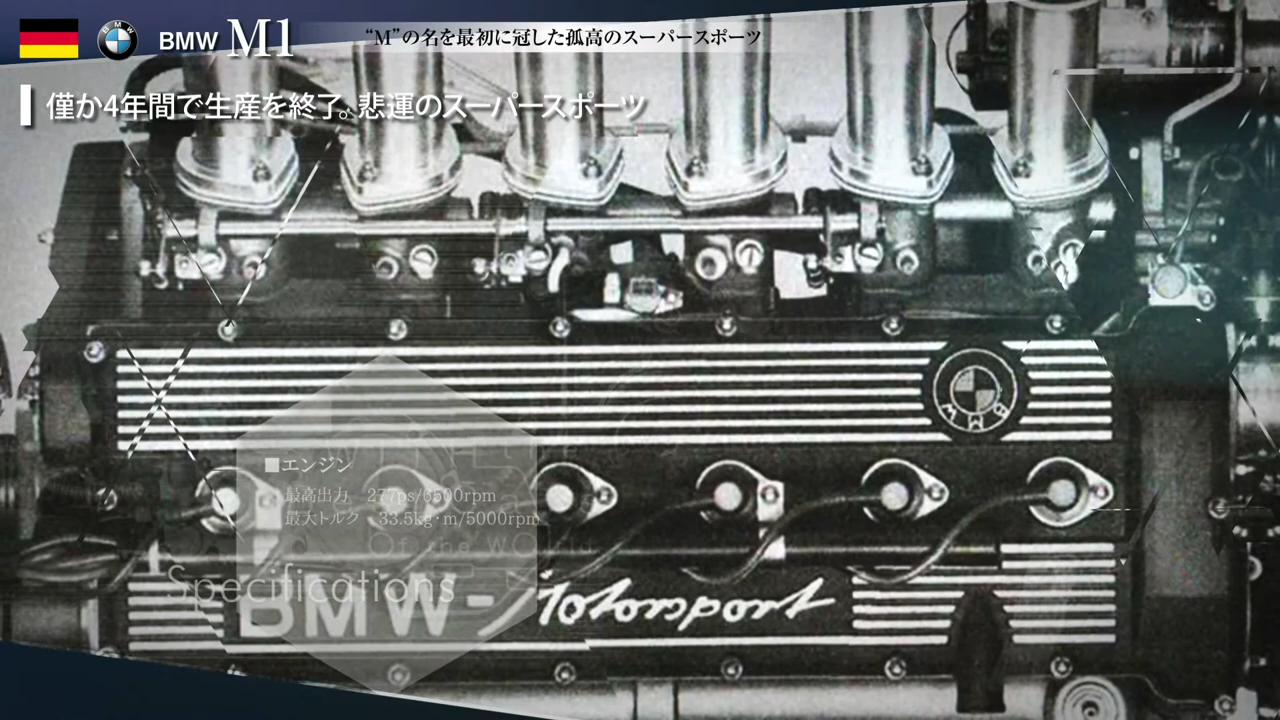 BMW M1
“M”の名を最初に冠した孤高のスーパースポーツ
僅か4年間で生産を終了。悲運のスーパースポーツ
BMW
■エンジン
最高出力 277ps/6500rpm
最大トルク 33.5kg·m/5000rpm
Of the World
Specifications
BMW-Motorsport